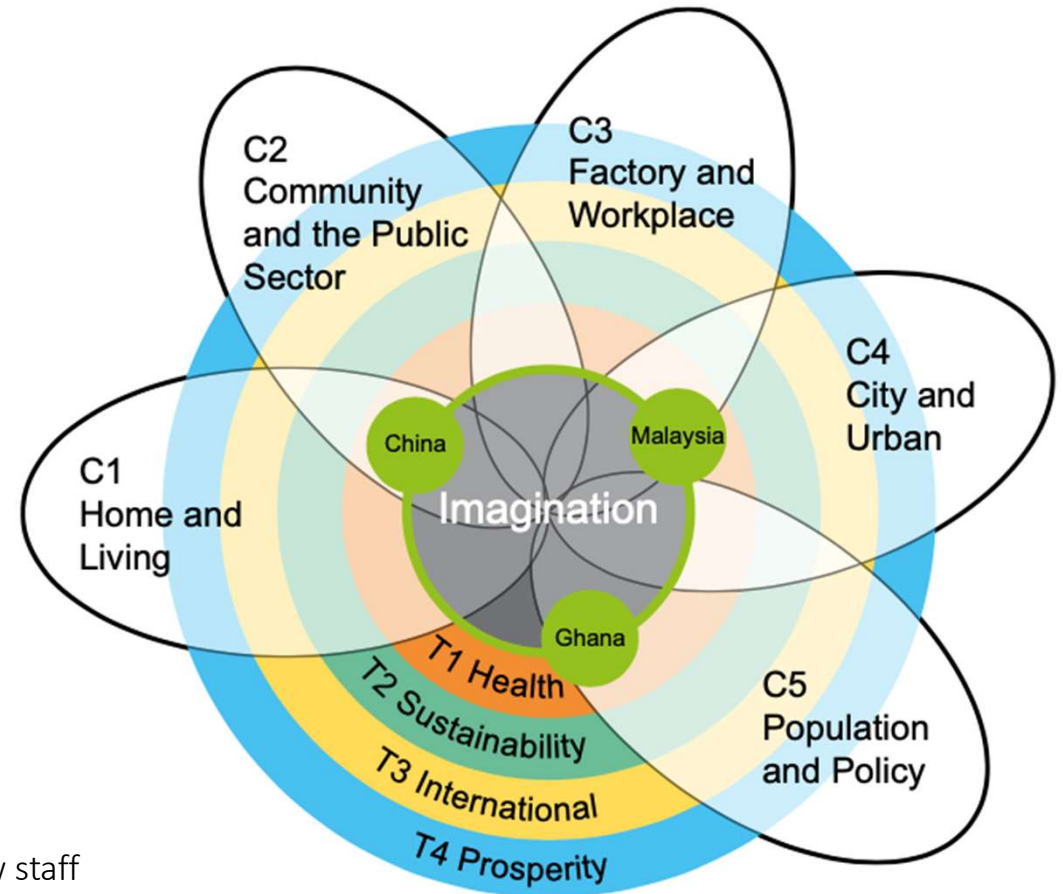 C3
Factory and
Workplace
C2
Community
and the Public
Sector
C4
City and
Urban
China
Malaysia
C1
Home and
Living
Imagination
Ghana
T1 Health
T2 Sustainability
T3 International
T4 Prosperity
C5
Population
and Policy
staff